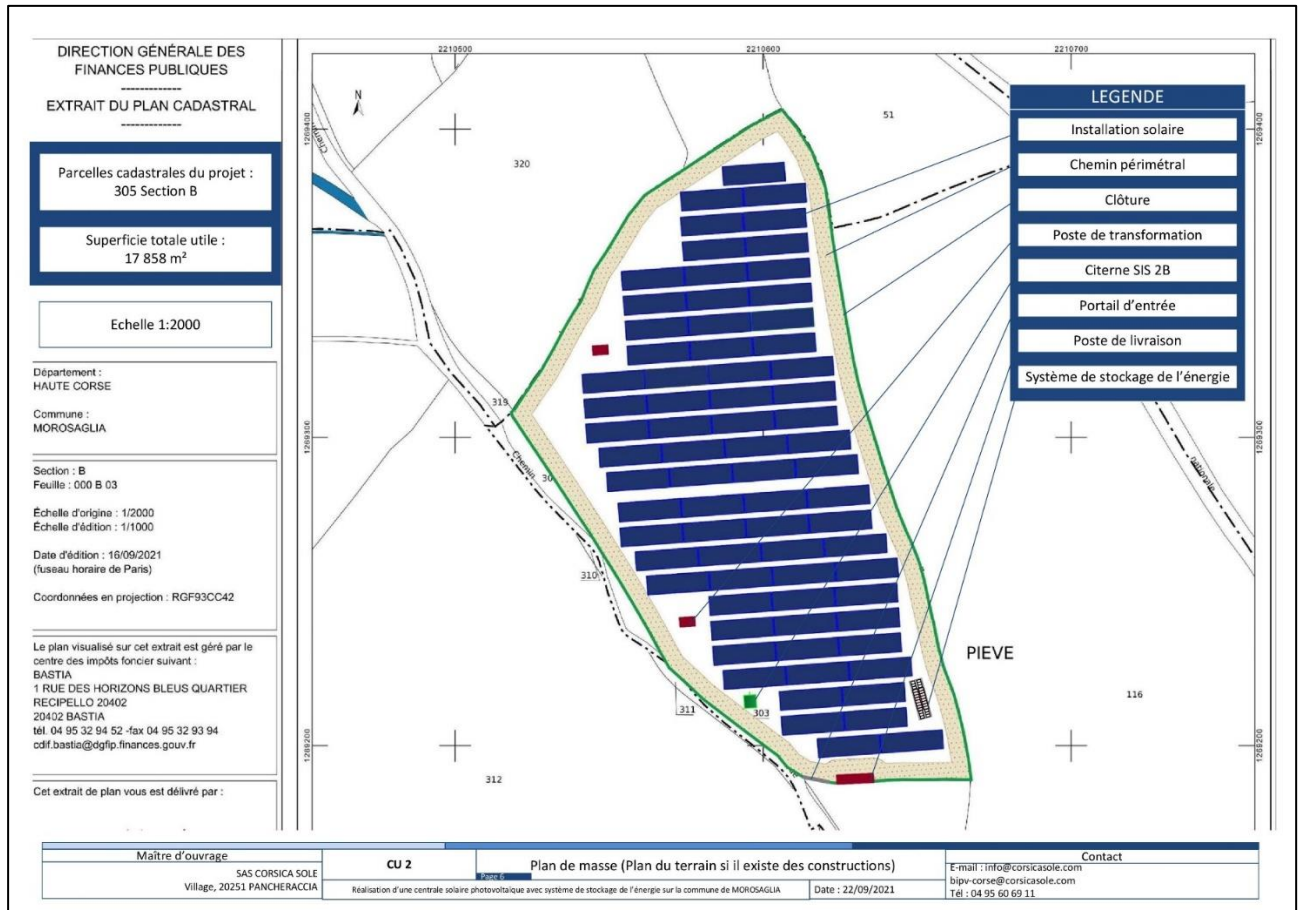 DIRECTION GÉNÉRALE DES
FINANCES PUBLIQUES
-------------
EXTRAIT DU PLAN CADASTRAL
-------------
Parcelles cadastrales du projet :
305 Section B
Superficie totale utile :
17 858 m²
Echelle 1:2000
Département :
HAUTE CORSE
Commune :
MOROSAGLIA
Section : B
Feuille : 000 B 03
Échelle d'origine : 1/2000
Échelle d'édition : 1/1000
Date d'édition : 16/09/2021
(fuseau horaire de Paris)
Coordonnées en projection : RGF93CC42
Le plan visualisé sur cet extrait est géré par le
centre des impôts foncier suivant :
BASTIA
1 RUE DES HORIZONS BLEUS QUARTIER
RECIPELLO 20402
20402 BASTIA
tél. 04 95 32 94 52 -fax 04 95 32 93 94
cdif.bastia@dgfip.finances.gouv.fr
Cet extrait de plan vous est délivré par :
2210500
2210600
2210700
N
1269400
1269400
Chemin
51
320
319
1269300
1269300
Chemin
30
310
nationale
PIEVE
116
311
303
1269200
1269200
312
LEGENDE
Installation solaire
Chemin périmétral
Clôture
Poste de transformation
Citerne SIS 2B
Portail d'entrée
Poste de livraison
Système de stockage de l'énergie
Maître d'ouvrage
SAS CORSICA SOLE
Village, 20251 PANCHERACCIA
CU 2
Page 6
Plan de masse (Plan du terrain si il existe des constructions)
Réalisation d'une centrale solaire photovoltaïque avec système de stockage de l'énergie sur la commune de MOROSAGLIA
Date : 22/09/2021
Contact
E-mail : info@corsicasole.com
bipv-corse@corsicasole.com
Tél : 04 95 60 69 11